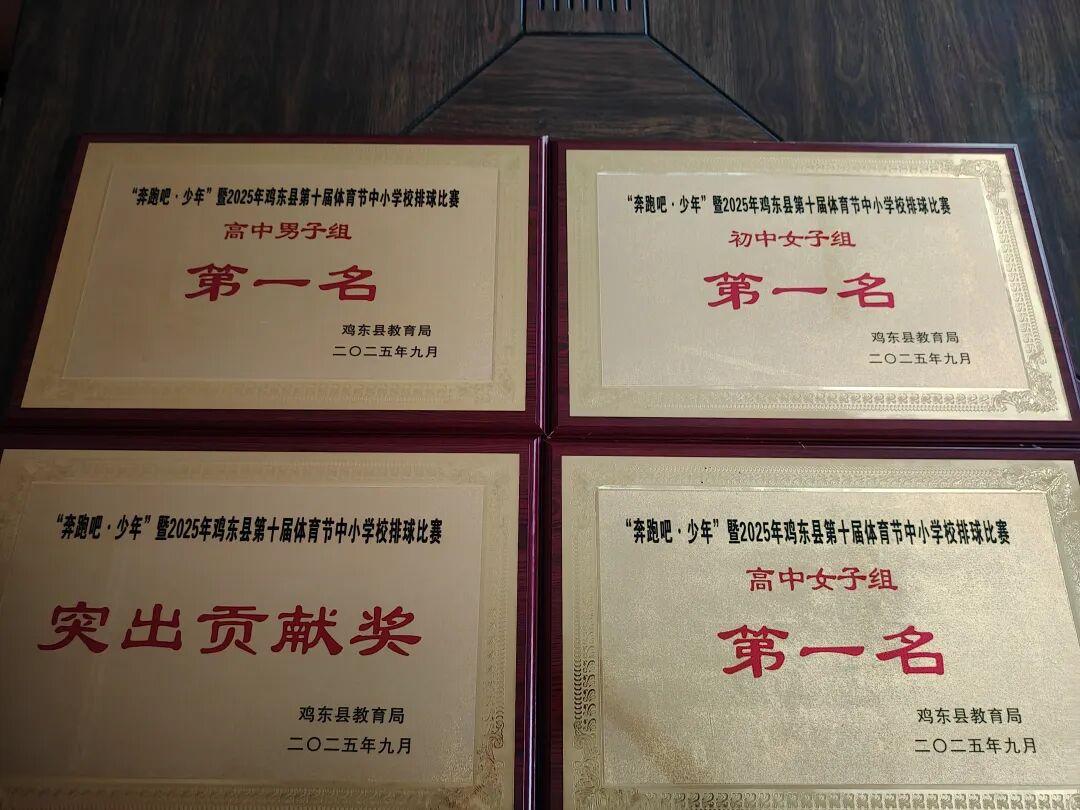 “奔跑吧·少年”暨2025年鸡东县第十届体育节中小学校排球比赛
高中男子组
第一名
鸡东县教育局
二〇二五年九月
“奔跑吧·少年”暨2025年鸡东县第十届体育节中小学校排球比赛
初中女子组
第一名
鸡东县教育局
二〇二五年九月
“奔跑吧·少年”暨2025年鸡东县第十届体育节中小学校排球比赛
突出贡献奖
鸡东县教育局
二〇二五年九月
“奔跑吧·少年”暨2025年鸡东县第十届体育节中小学校排球比赛
高中女子组
第一名
鸡东县教育局
二〇二五年九月